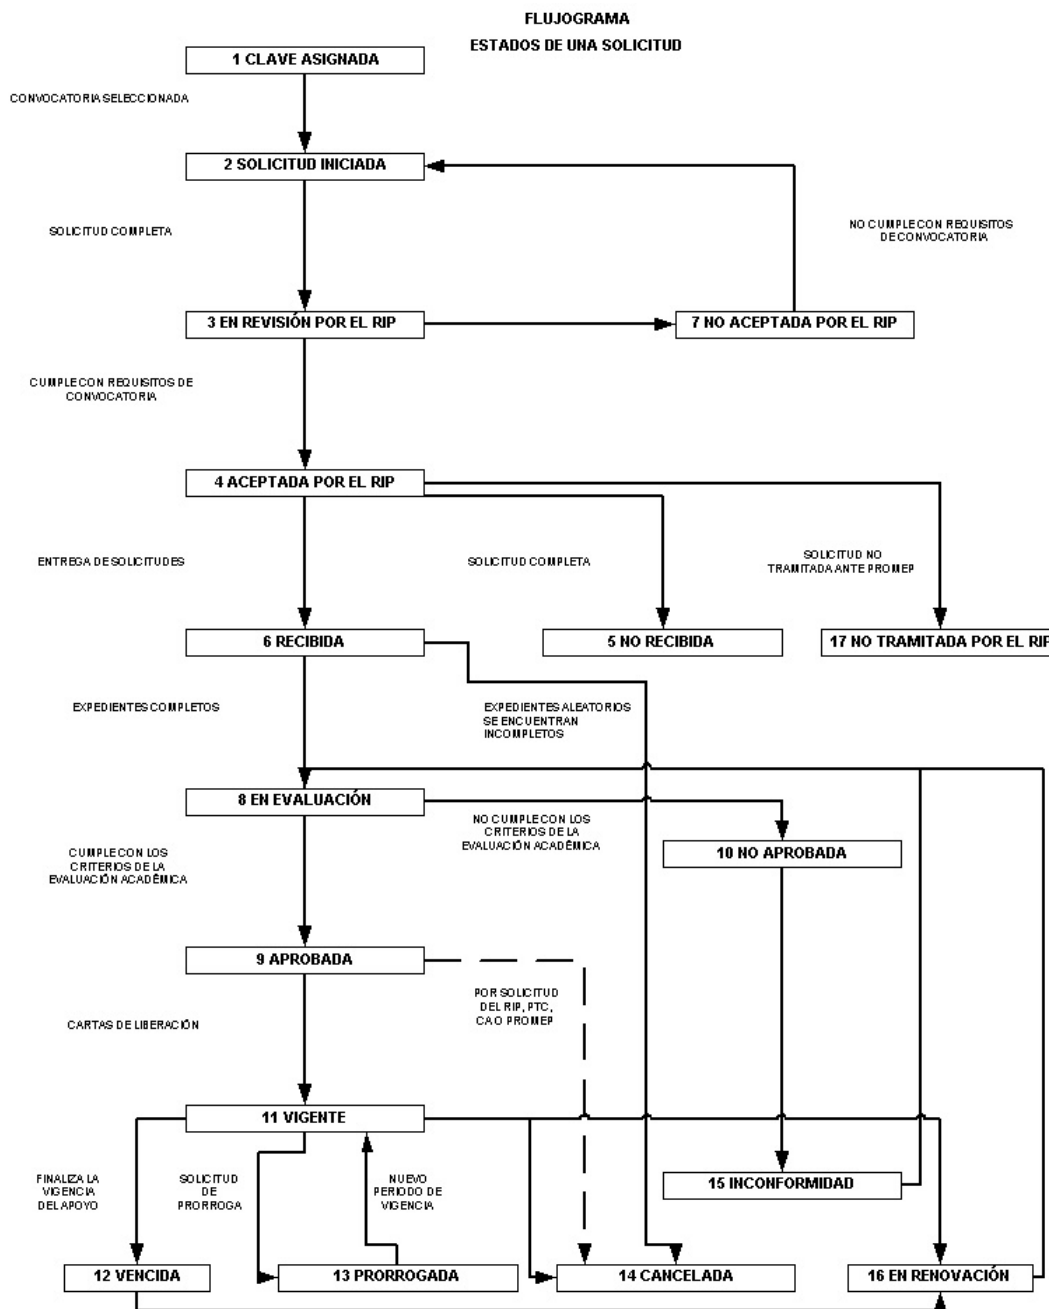 FLUJOGRAMA
ESTADOS DE UNA SOLICITUD
1 CLAVE ASIGNADA
CONVOCATORIA SELECCIONADA
2 SOLICITUD INICIADA
SOLICITUD COMPLETA
NO CUMPLE CON REQUISITOS
DE CONVOCATORIA
3 EN REVISIÓN POR EL RIP
7 NO ACEPTADA POR EL RIP
CUMPLE CON REQUISITOS DE
CONVOCATORIA
4 ACEPTADA POR EL RIP
ENTREGA DE SOLICITUDES
SOLICITUD COMPLETA
SOLICITUD NO
TRAMITADA ANTE PROMEP
6 RECIBIDA
5 NO RECIBIDA
17 NO TRAMITADA POR EL RIP
EXPEDIENTES COMPLETOS
EXPEDIENTES ALEATORIOS
SE ENCUENTRAN
INCOMPLETOS
8 EN EVALUACIÓN
NO CUMPLE CON LOS
CRITERIOS DE LA
EVALUACIÓN ACADÉMICA
10 NO APROBADA
CUMPLE CON LOS
CRITERIOS DE LA
EVALUACIÓN ACADÉMICA
9 APROBADA
POR SOLICITUD
DEL RIP, PTC,
CA O PROMEP
CARTAS DE LIBERACIÓN
11 VIGENTE
FINALIZA LA
VIGENCIA
DEL APOYO
SOLICITUD
DE
PRORROGA
NUEVO
PERIODO DE
VIGENCIA
15 INCONFORMIDAD
12 VENCIDA
13 PRORROGADA
14 CANCELADA
16 EN RENOVACIÓN